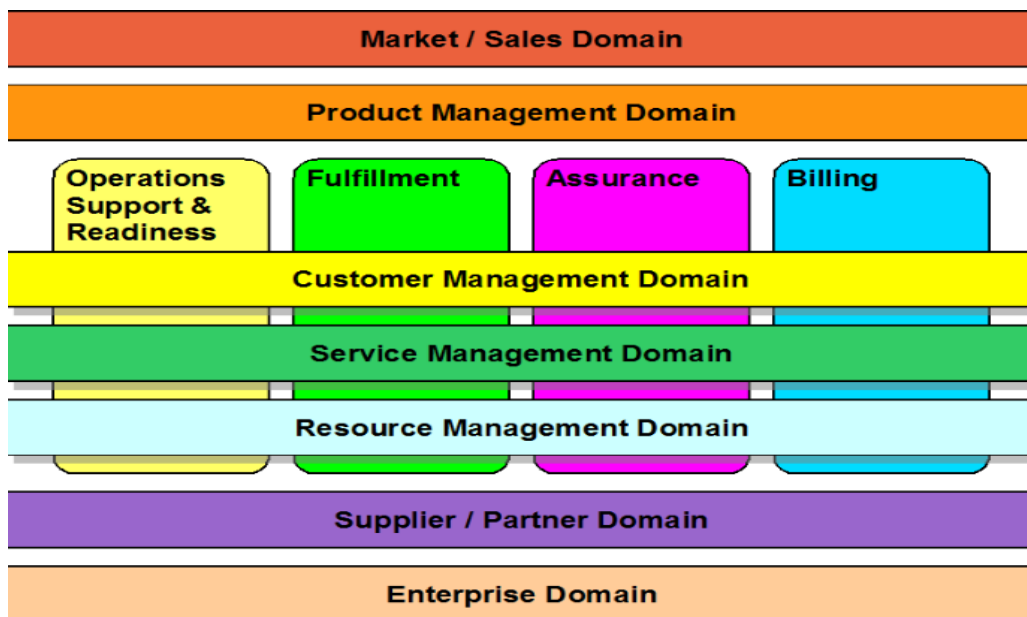 Market / Sales Domain
Product Management Domain
Operations
Support &
Readiness
Fulfillment
Assurance
Billing
Customer Management Domain
Service Management Domain
Resource Management Domain
Supplier / Partner Domain
Enterprise Domain